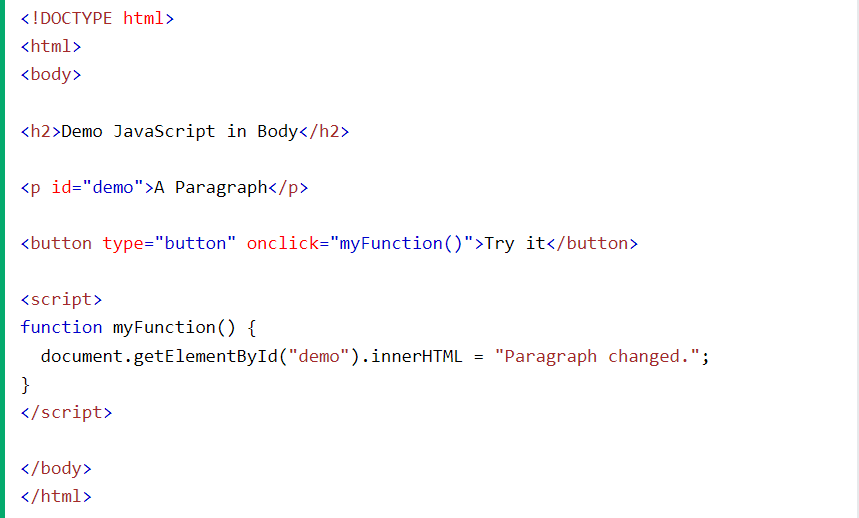 <!DOCTYPE html>
<html>
<body>
<h2>Demo JavaScript in Body</h2>
<p id="demo">A Paragraph</p>
<button type="button" onclick="myFunction()">Try it</button>
<script>
function myFunction() {
  document.getElementById("demo").innerHTML = "Paragraph changed.";
}
</script>
</body>
</html>